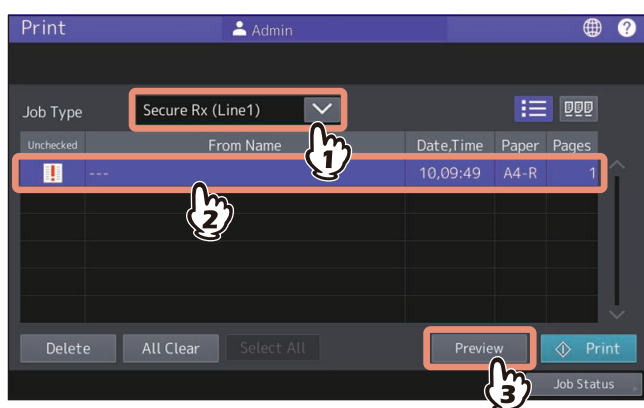 Print Admin ?
Job Type Secure Rx (Line1)
Unchecked From Name Date,Time Paper Pages
--- 10,09:49 A4-R 1
1
2
Delete All Clear Select All Preview Print
3
Job Status